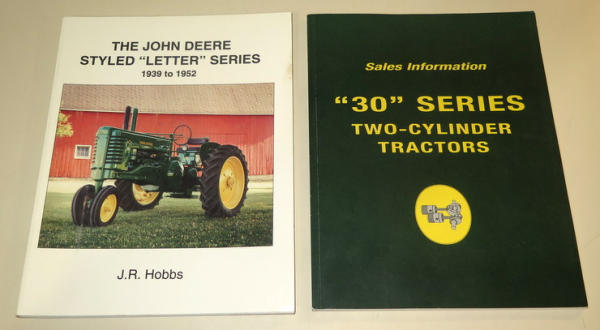 THE JOHN DEERE
STYLED "LETTER" SERIES
1939 to 1952
J.R. Hobbs
Sales Information
"30" SERIES
TWO-CYLINDER
TRACTORS